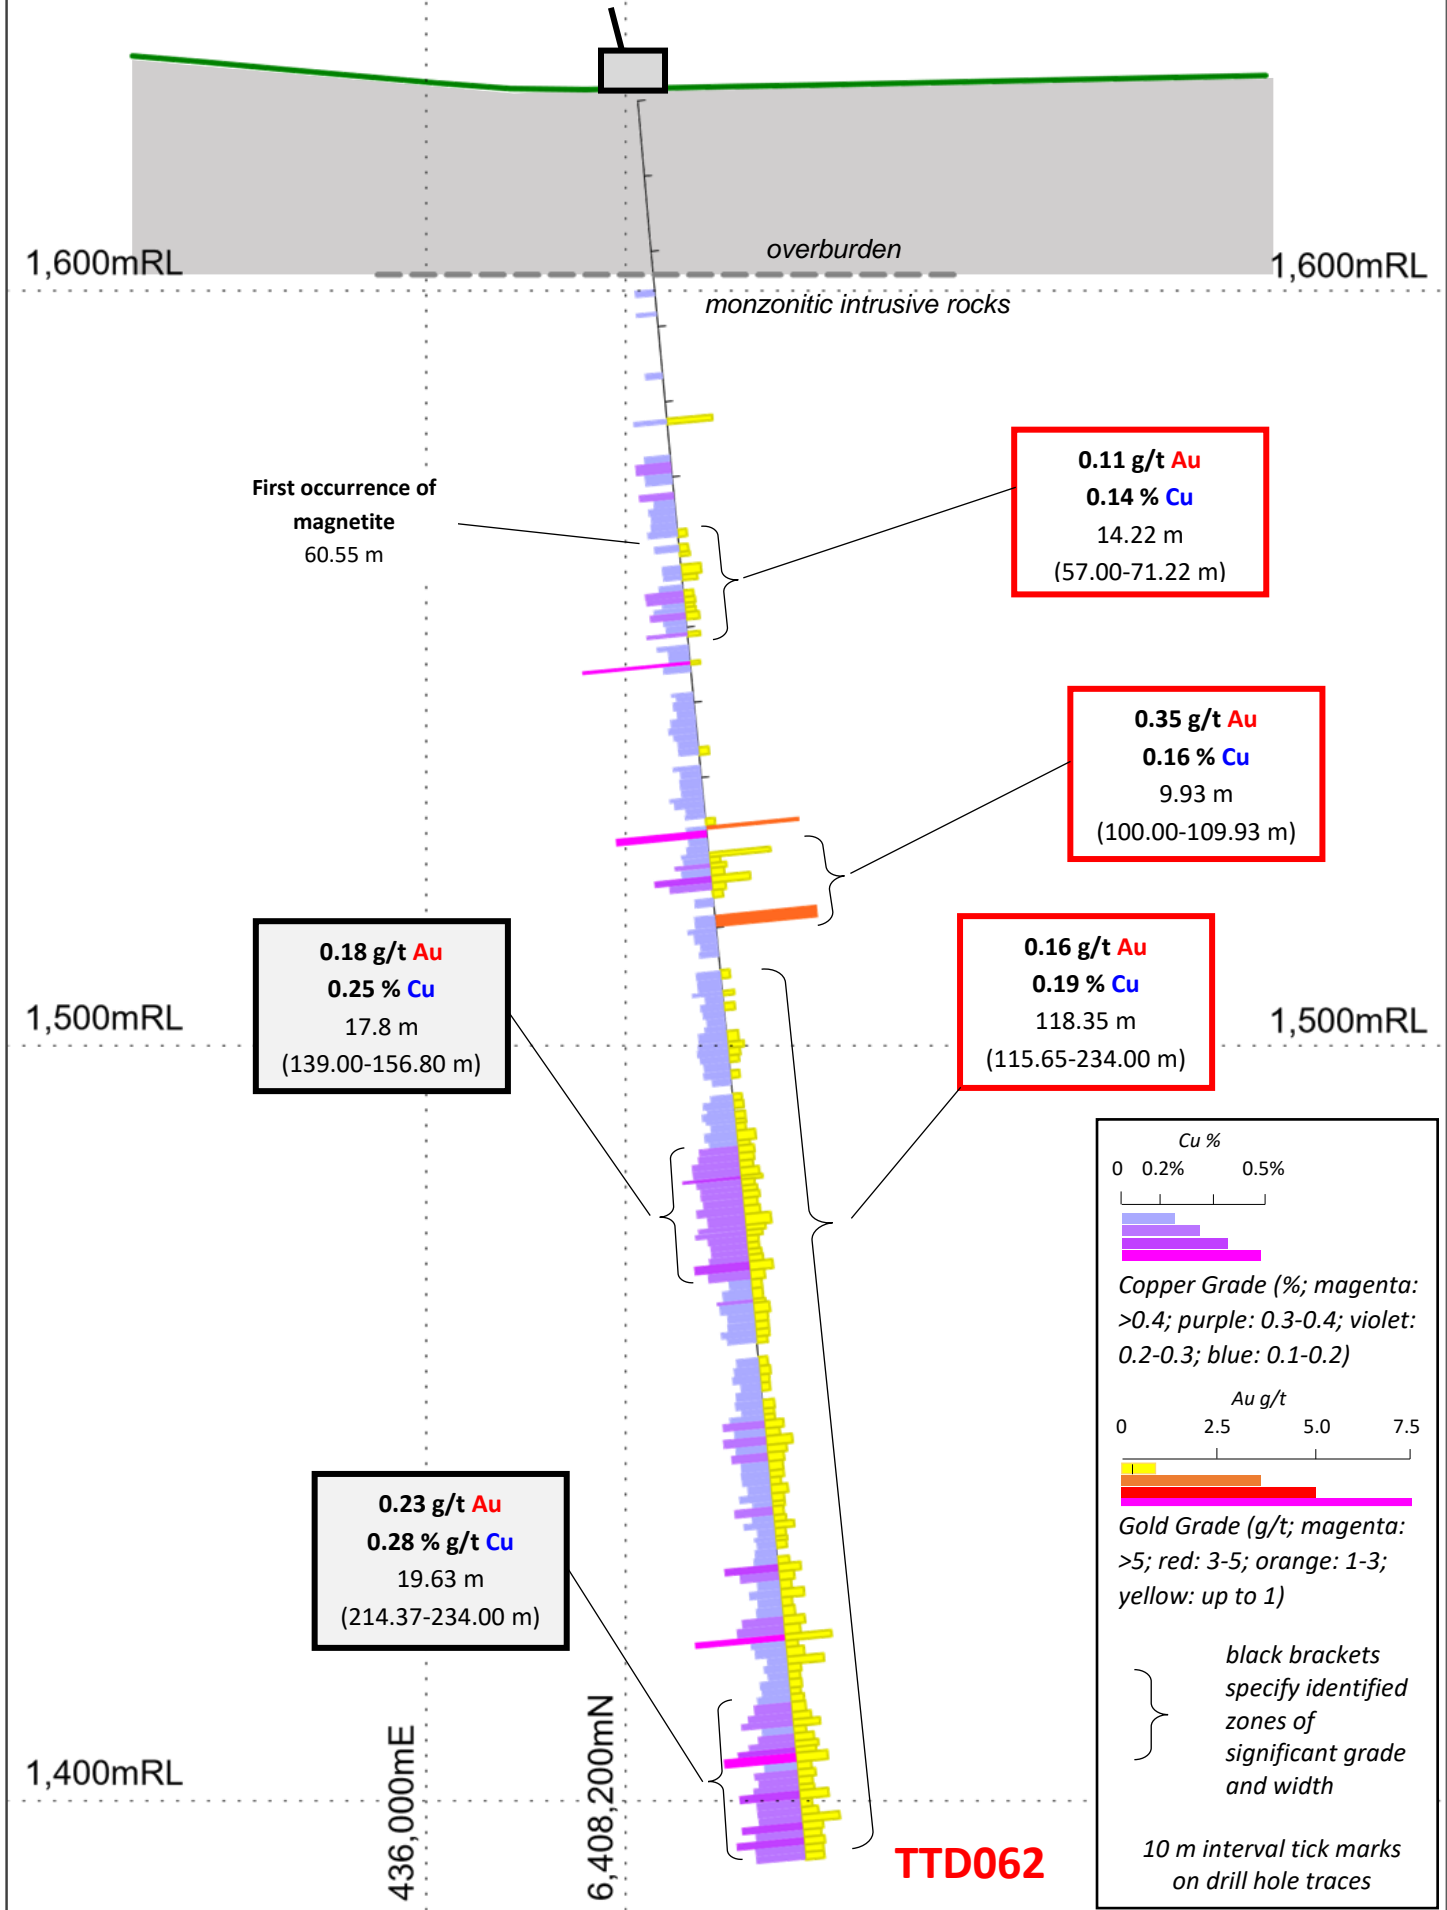 overburden
1,600mRL
1,600mRL
monzonitic intrusive rocks
First occurrence of
magnetite
60.55 m
0.11 g/t Au
0.14 % Cu
14.22 m
(57.00-71.22 m)
0.35 g/t Au
0.16 % Cu
9.93 m
(100.00-109.93 m)
0.18 g/t Au
0.25 % Cu
17.8 m
(139.00-156.80 m)
0.16 g/t Au
0.19 % Cu
118.35 m
(115.65-234.00 m)
1,500mRL
1,500mRL
0.23 g/t Au
0.28 % g/t Cu
19.63 m
(214.37-234.00 m)
1,400mRL
436,000mE
6,408,200mN
TTD062
Cu %
0 0.2% 0.5%
Copper Grade (%; magenta:
>0.4; purple: 0.3-0.4; violet:
0.2-0.3; blue: 0.1-0.2)
Au g/t
0 2.5 5.0 7.5
Gold Grade (g/t; magenta:
>5; red: 3-5; orange: 1-3;
yellow: up to 1)
black brackets
specify identified
zones of
significant grade
and width
10 m interval tick marks
on drill hole traces